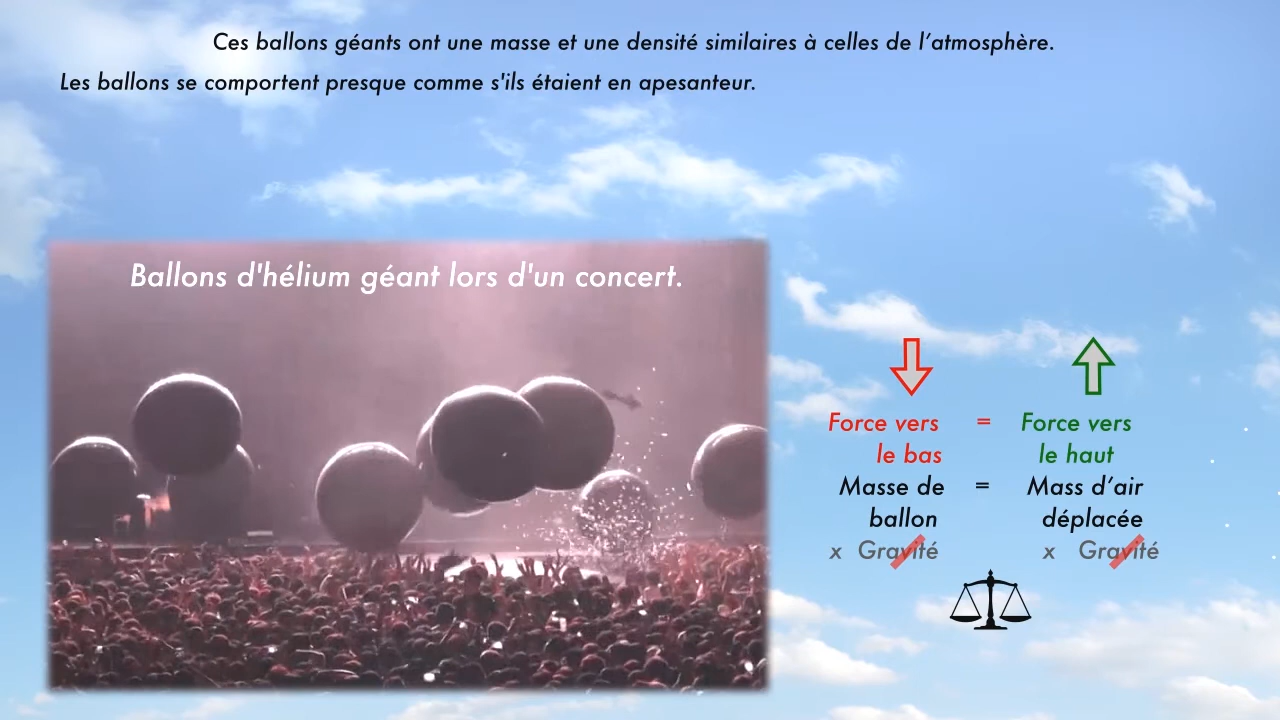 Ces ballons géants ont une masse et une densité similaires à celles de l’atmosphère.
Les ballons se comportent presque comme s'ils étaient en apesanteur.
Ballons d'hélium géant lors d'un concert.
Force vers = Force vers
le bas le haut
Masse de = Mass d’air
ballon déplacée
x Gravité x Gravité